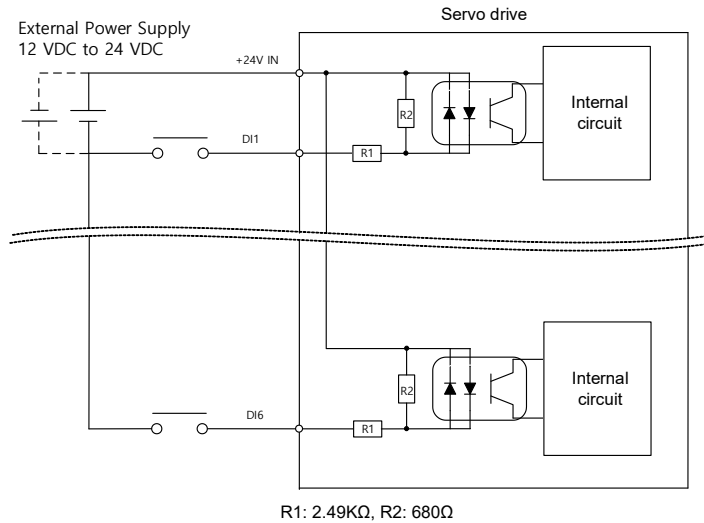 Servo drive
External Power Supply
12 VDC to 24 VDC
+24V IN
R2
Internal
circuit
DI1
R1
R2
Internal
circuit
DI6
R1
R1: 2.49KΩ, R2: 680Ω